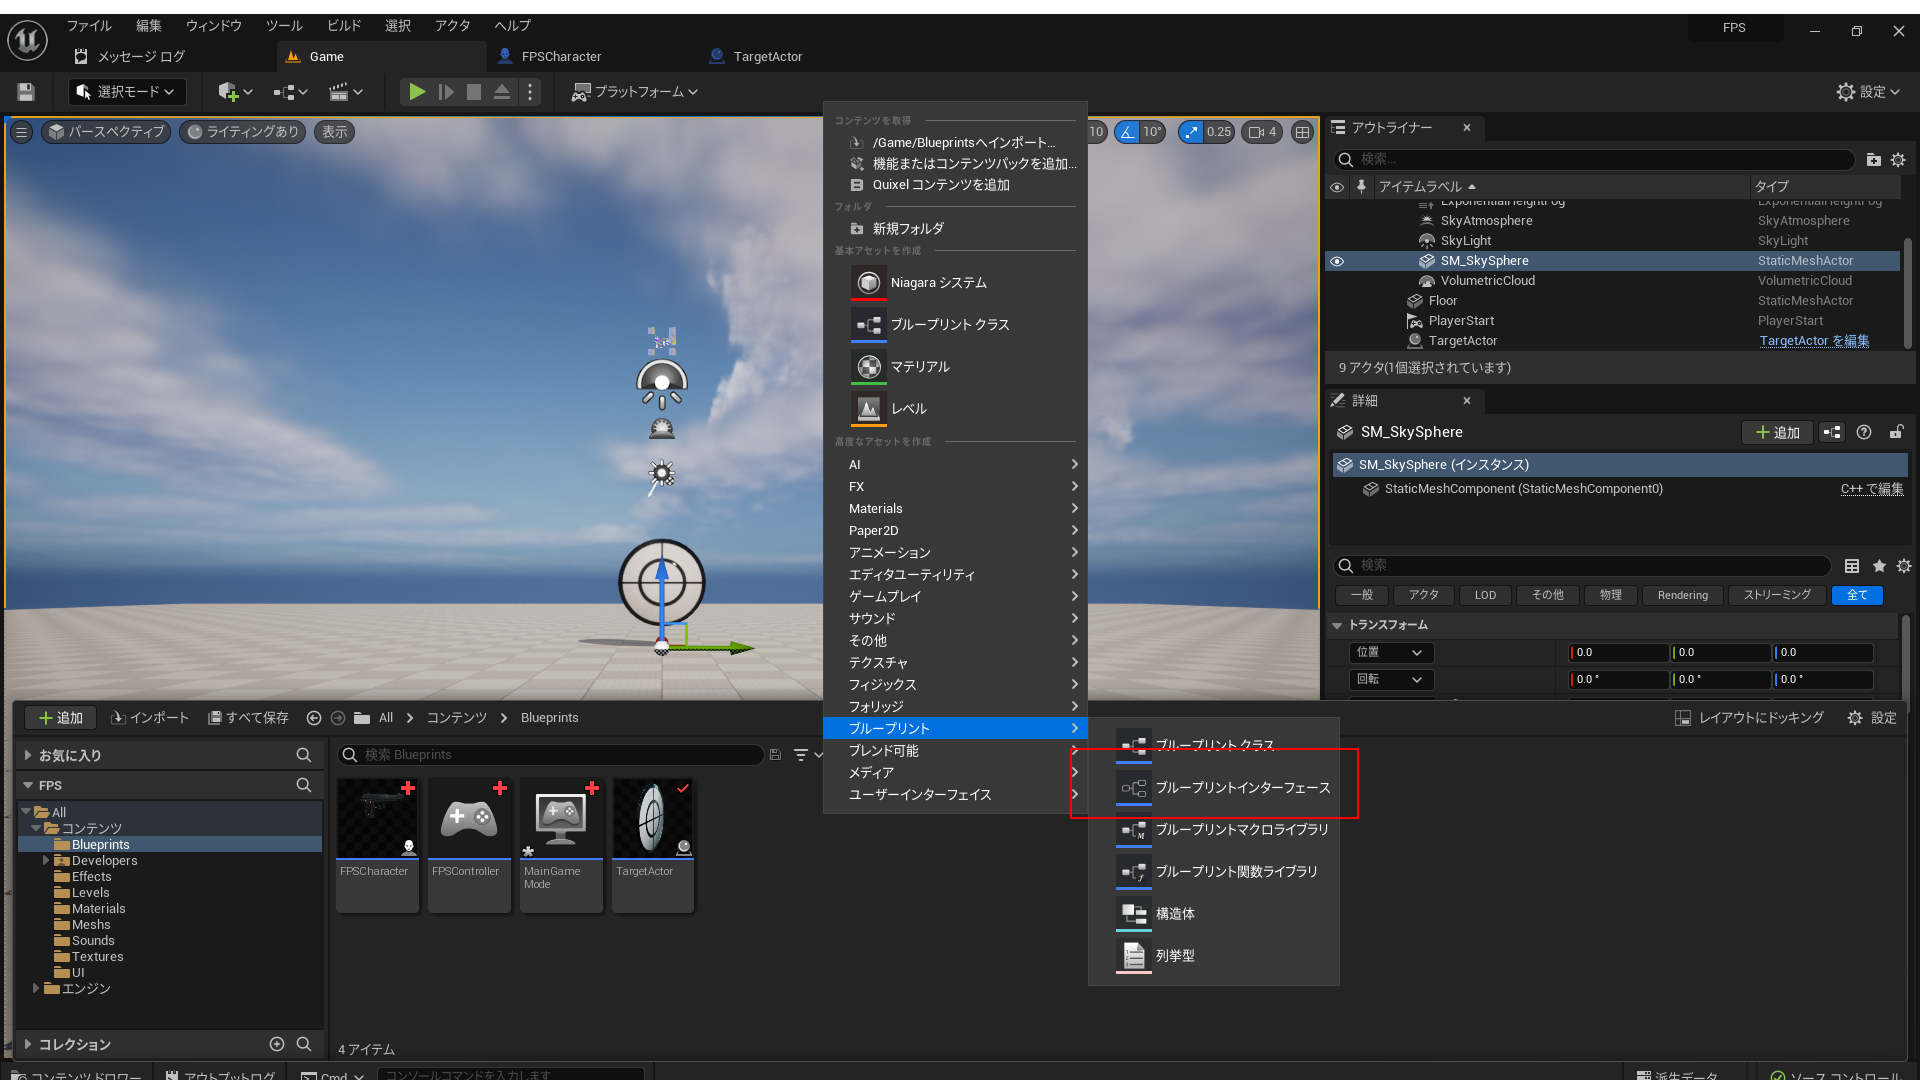 ファイル 編集 ウィンドウ ツール ビルド 選択 アクタ ヘルプ
FPS
メッセージ ログ
Game
FPSCharacter
TargetActor
選択モード
プラットフォーム
設定
パースペクティブ
ライティングあり
表示
10
10°
0.25
4
コンテンツを取得
/Game/Blueprintsへインポート...
機能またはコンテンツパックを追加...
Quixel コンテンツを追加
フォルダ
新規フォルダ
基本アセットを作成
Niagara システム
ブループリント クラス
マテリアル
レベル
高度なアセットを作成
AI
FX
Materials
Paper2D
アニメーション
エディタユーティリティ
ゲームプレイ
サウンド
その他
テクスチャ
フィジックス
フォリッジ
ブループリント
ブレンド可能
メディア
ユーザーインターフェイス
ブループリント クラス
ブループリントインターフェース
ブループリントマクロライブラリ
ブループリント関数ライブラリ
構造体
列挙型
アウトライナー
検索...
アイテムラベル
タイプ
ExponentialHeightFog ExponentialHeightFog
SkyAtmosphere SkyAtmosphere
SkyLight SkyLight
SM_SkySphere StaticMeshActor
VolumetricCloud VolumetricCloud
Floor StaticMeshActor
PlayerStart PlayerStart
TargetActor TargetActor を編集
9 アクタ(1個選択されています)
詳細
SM_SkySphere
追加
SM_SkySphere (インスタンス)
StaticMeshComponent (StaticMeshComponent0)
C++ で編集
検索
一般 アクタ LOD その他 物理 Rendering ストリーミング 全て
トランスフォーム
位置 0.0 0.0 0.0
回転 0.0 ° 0.0 ° 0.0 °
追加 インポート すべて保存 All コンテンツ Blueprints
レイアウトにドッキング 設定
お気に入り
検索 Blueprints
FPS
All
コンテンツ
Blueprints
Developers
Effects
Levels
Materials
Meshs
Sounds
Textures
UI
エンジン
コレクション
FPSCharacter
FPSController
MainGame
Mode
TargetActor
4 アイテム
コンテンツドロワー
アウトプットログ
Cmd
コンソールコマンドを入力します
派生データ
ソース コントロール